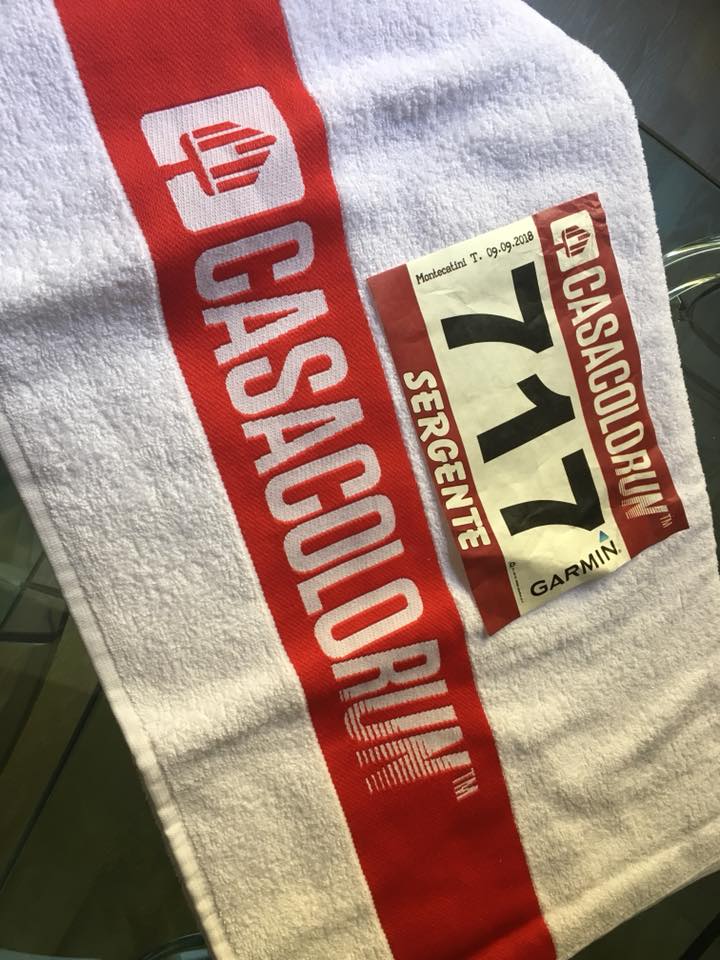 CASACOLORUN™
Montecatini T. 09.09.2018
CASACOLORUN™
717
SERGENTE
GARMIN